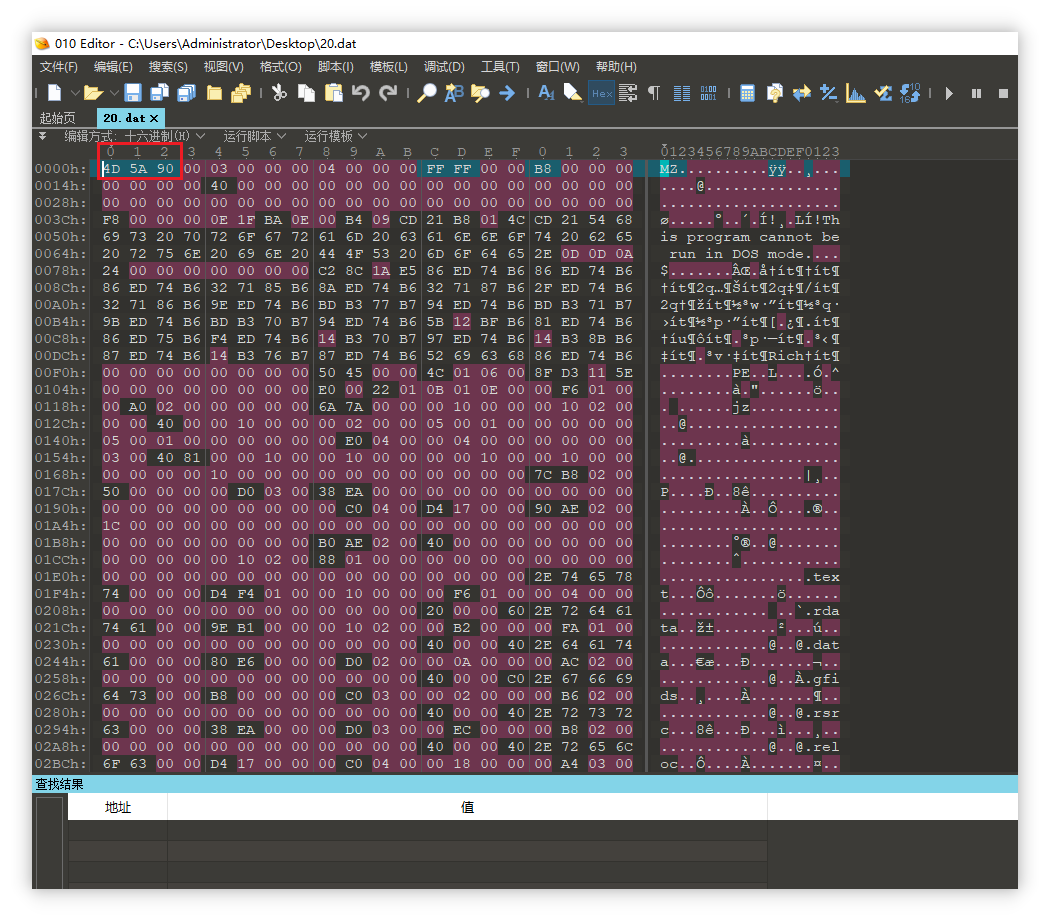 010 Editor - C:\Users\Administrator\Desktop\20.dat
文件(F) 编辑(E) 搜索(S) 视图(V) 格式(O) 脚本(I) 模板(L) 调试(D) 工具(T) 窗口(W) 帮助(H)
Hex
起始页 20.dat
编辑方式: 十六进制(H) 运行脚本 运行模板
0 1 2 3 4 5 6 7 8 9 A B C D E F 0 1 2 3 0123456789ABCDEF0123
0000h: 4D 5A 90 00 03 00 00 00 04 00 00 00 FF FF 00 00 B8 00 00 00 MZ..........ÿÿ..¸...
0014h: 00 00 00 00 40 00 00 00 00 00 00 00 00 00 00 00 00 00 00 00 ....@...............
0028h: 00 00 00 00 00 00 00 00 00 00 00 00 00 00 00 00 00 00 00 00 ....................
003Ch: F8 00 00 00 0E 1F BA 0E 00 B4 09 CD 21 B8 01 4C CD 21 54 68 ø.....º..´.Í!¸.LÍ!Th
0050h: 69 73 20 70 72 6F 67 72 61 6D 20 63 61 6E 6E 6F 74 20 62 65 is program cannot be
0064h: 20 72 75 6E 20 69 6E 20 44 4F 53 20 6D 6F 64 65 2E 0D 0D 0A  run in DOS mode....
0078h: 24 00 00 00 00 00 00 00 C2 8C 1A E5 86 ED 74 B6 86 ED 74 B6 $.......ÂŒ.å†ít¶†ít¶
008Ch: 86 ED 74 B6 32 71 85 B6 8A ED 74 B6 32 71 87 B6 2F ED 74 B6 †ít¶2q…¶Šít¶2q‡¶/ít¶
00A0h: 32 71 86 B6 9E ED 74 B6 BD B3 77 B7 94 ED 74 B6 BD B3 71 B7 2q†¶žít¶½³w·”ít¶½³q·
00B4h: 9B ED 74 B6 BD B3 70 B7 94 ED 74 B6 5B 12 BF B6 81 ED 74 B6 ›ít¶½³p·”ít¶[.¿¶.ít¶
00C8h: 86 ED 75 B6 F4 ED 74 B6 14 B3 70 B7 97 ED 74 B6 14 B3 8B B6 †íu¶ôít¶.³p·—ít¶.³‹¶
00DCh: 87 ED 74 B6 14 B3 76 B7 87 ED 74 B6 52 69 63 68 86 ED 74 B6 ‡ít¶.³v·‡ít¶Rich†ít¶
00F0h: 00 00 00 00 00 00 00 00 50 45 00 00 4C 01 06 00 8F D3 11 5E ........PE..L....Ó.^
0104h: 00 00 00 00 00 00 00 00 E0 00 22 01 0B 01 0E 00 00 F6 01 00 ........à."......ö..
0118h: 00 A0 02 00 00 00 00 00 6A 7A 00 00 00 10 00 00 00 10 02 00 . ......jz..........
012Ch: 00 00 40 00 00 10 00 00 00 02 00 00 05 00 01 00 00 00 00 00 ..@.................
0140h: 05 00 01 00 00 00 00 00 00 E0 04 00 00 04 00 00 00 00 00 00 .........à..........
0154h: 03 00 40 81 00 00 10 00 00 10 00 00 00 00 10 00 00 10 00 00 ..@.................
0168h: 00 00 00 00 10 00 00 00 00 00 00 00 00 00 00 00 7C B8 02 00 ................|¸..
017Ch: 50 00 00 00 00 D0 03 00 38 EA 00 00 00 00 00 00 00 00 00 00 P....Ð..8ê..........
0190h: 00 00 00 00 00 00 00 00 00 C0 04 00 D4 17 00 00 90 AE 02 00 .........À..Ô....®..
01A4h: 1C 00 00 00 00 00 00 00 00 00 00 00 00 00 00 00 00 00 00 00 ....................
01B8h: 00 00 00 00 00 00 00 00 B0 AE 02 00 40 00 00 00 00 00 00 00 ........°®..@.......
01CCh: 00 00 00 00 00 10 02 00 88 01 00 00 00 00 00 00 00 00 00 00 ........ˆ...........
01E0h: 00 00 00 00 00 00 00 00 00 00 00 00 00 00 00 00 2E 74 65 78 .................tex
01F4h: 74 00 00 00 D4 F4 01 00 00 10 00 00 00 F6 01 00 00 04 00 00 t...Ôô.......ö......
0208h: 00 00 00 00 00 00 00 00 00 00 00 00 20 00 00 60 2E 72 64 61 ............ ..`.rda
021Ch: 74 61 00 00 9E B1 00 00 00 10 02 00 00 B2 00 00 00 FA 01 00 ta..ž±.......²...ú..
0230h: 00 00 00 00 00 00 00 00 00 00 00 00 40 00 00 40 2E 64 61 74 ............@..@.dat
0244h: 61 00 00 00 80 E6 00 00 00 D0 02 00 00 0A 00 00 00 AC 02 00 a...€æ...Ð.......¬..
0258h: 00 00 00 00 00 00 00 00 00 00 00 00 40 00 00 C0 2E 67 66 69 ............@..À.gfi
026Ch: 64 73 00 00 B8 00 00 00 00 C0 03 00 00 02 00 00 00 B6 02 00 ds..¸....À.......¶..
0280h: 00 00 00 00 00 00 00 00 00 00 00 00 40 00 00 40 2E 72 73 72 ............@..@.rsr
0294h: 63 00 00 00 38 EA 00 00 00 D0 03 00 00 EC 00 00 00 B8 02 00 c...8ê...Ð...ì...¸..
02A8h: 00 00 00 00 00 00 00 00 00 00 00 00 40 00 00 40 2E 72 65 6C ............@..@.rel
02BCh: 6F 63 00 00 D4 17 00 00 00 C0 04 00 00 18 00 00 00 A4 03 00 oc..Ô....À.......¤..
查找结果
地址 值